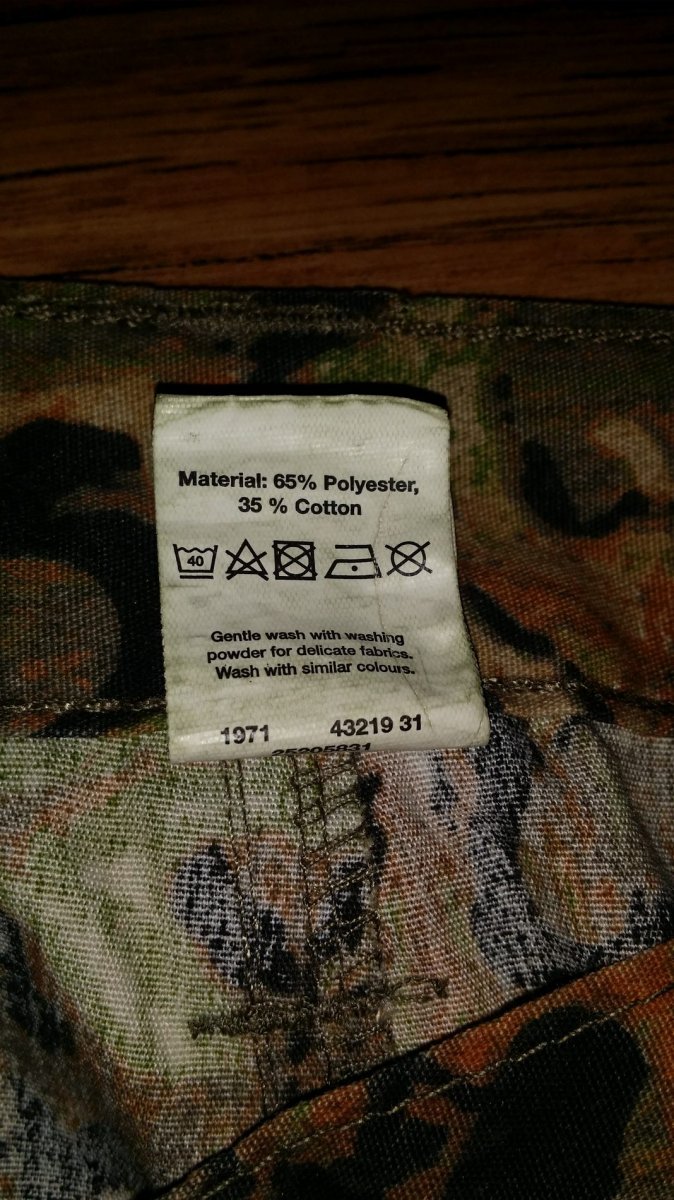 Material: 65% Polyester,
35 % Cotton
40
Gentle wash with washing
powder for delicate fabrics.
Wash with similar colours.
1971 43219 31